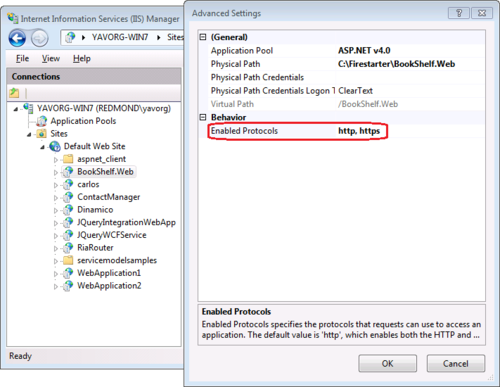 Internet Information Services (IIS) Manager
YAVORG-WIN7
Sites
File View Help
Connections
YAVORG-WIN7 (REDMOND\yavorg)
Application Pools
Sites
Default Web Site
aspnet_client
BookShelf.Web
carlos
ContactManager
Dinamico
JQueryIntegrationWebApp
JQueryWCFService
RiaRouter
servicemodelsamples
WebApplication1
WebApplication2
Ready
Advanced Settings
(General)
Application Pool ASP.NET v4.0
Physical Path C:\Firestarter\BookShelf.Web
Physical Path Credentials
Physical Path Credentials Logon T ClearText
Virtual Path /BookShelf.Web
Behavior
Enabled Protocols http, https
Enabled Protocols
Enabled Protocols specifies the protocols that requests can use to access an
application. The default value is 'http', which enables both the HTTP and ...
OK Cancel